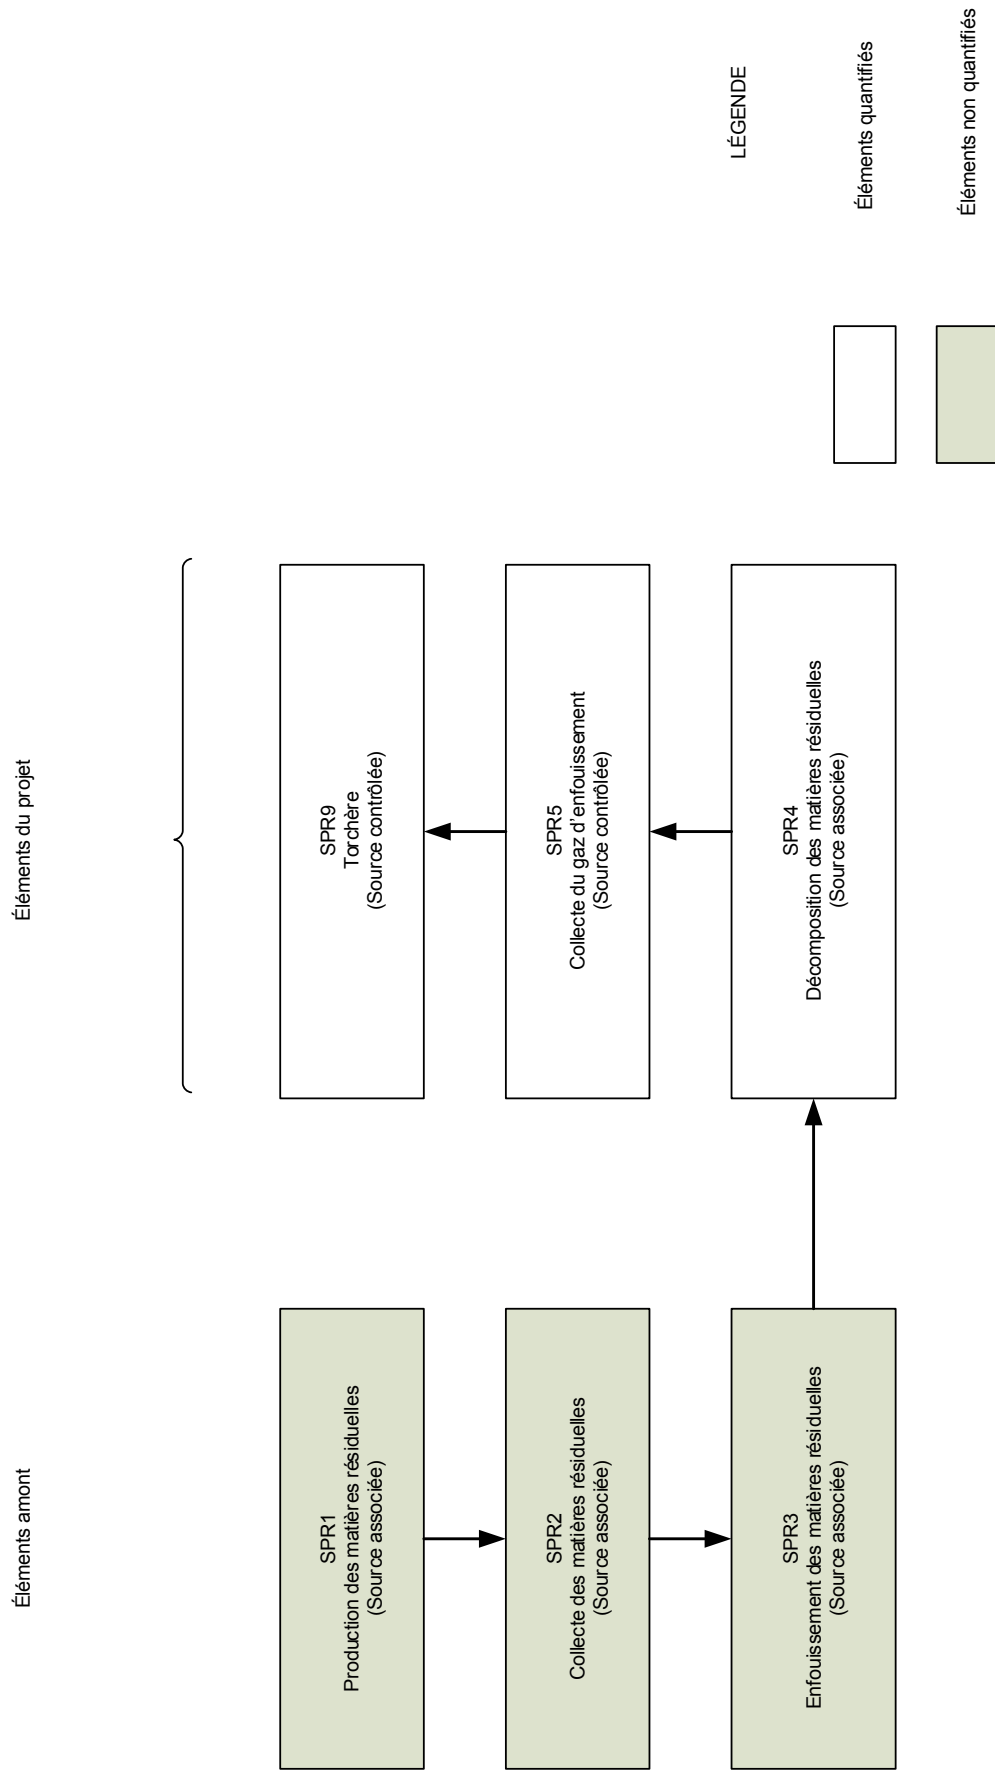 Éléments amont
Éléments du projet
SPR1
Production des matières résiduelles
(Source associée)
SPR2
Collecte des matières résiduelles
(Source associée)
SPR3
Enfouissement des matières résiduelles
(Source associée)
SPR9
Torchère
(Source contrôlée)
SPR5
Collecte du gaz d'enfouissement
(Source contrôlée)
SPR4
Décomposition des matières résiduelles
(Source associée)
LÉGENDE
Éléments quantifiés
Éléments non quantifiés